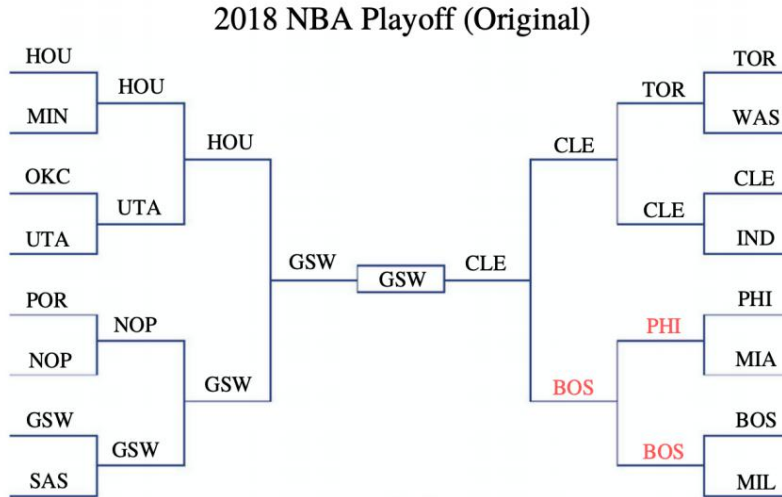 2018 NBA Playoff (Original)
HOU
MIN
OKC
UTA
POR
NOP
GSW
SAS
HOU
UTA
NOP
GSW
HOU
GSW
GSW
GSW
CLE
CLE
BOS
TOR
CLE
PHI
BOS
TOR
WAS
CLE
IND
PHI
MIA
BOS
MIL